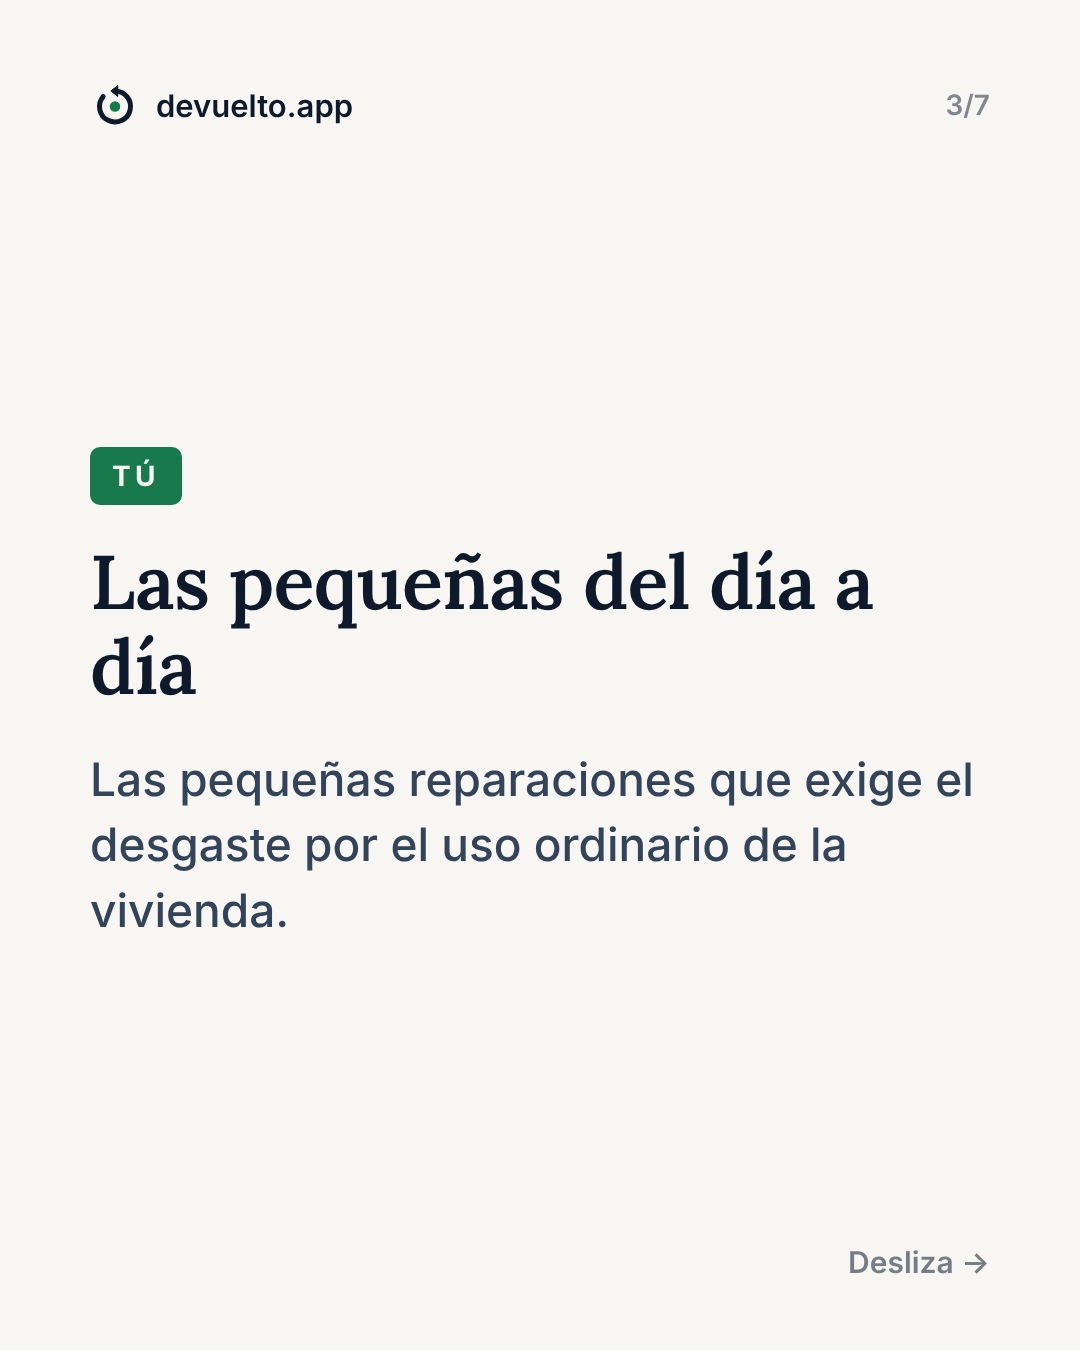 devuelto.app
3/7
TÚ
Las pequeñas del día a
día
Las pequeñas reparaciones que exige el
desgaste por el uso ordinario de la
vivienda.
Desliza →